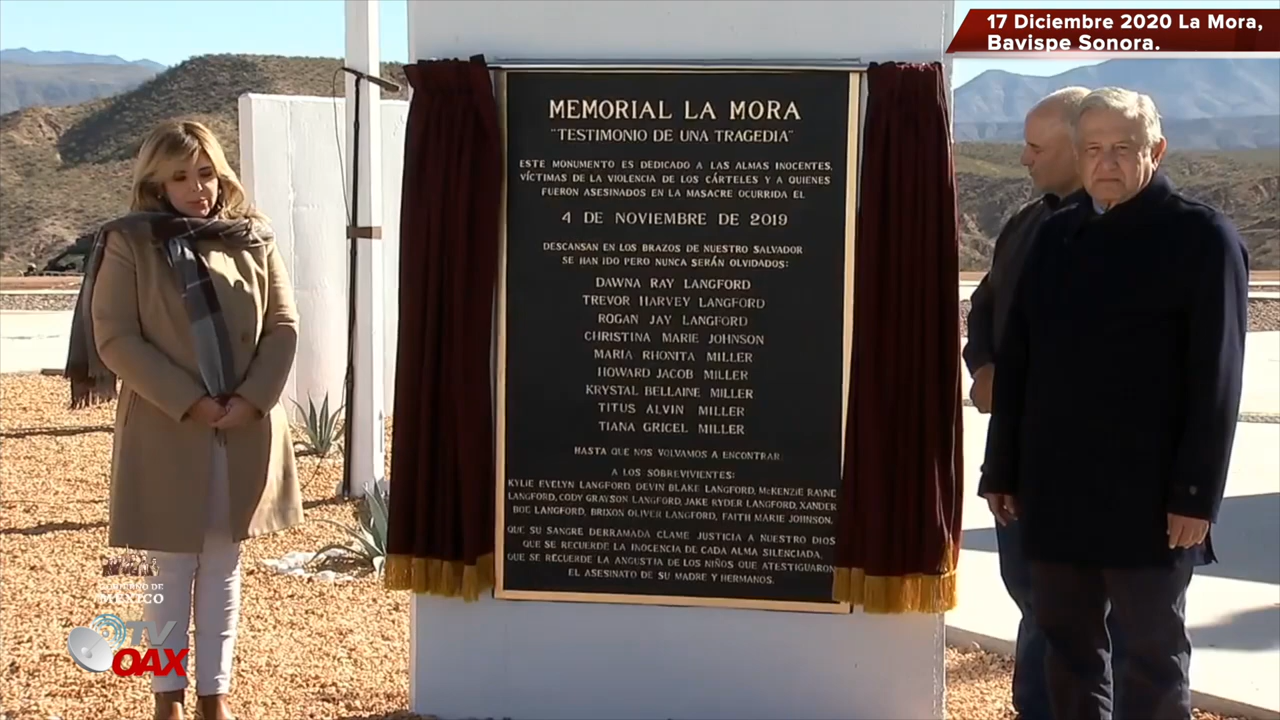 17 Diciembre 2020 La Mora,
Bavispe Sonora.
MEMORIAL LA MORA
"TESTIMONIO DE UNA TRAGEDIA"
ESTE MONUMENTO ES DEDICADO A LAS ALMAS INOCENTES,
VÍCTIMAS DE LA VIOLENCIA DE LOS CÁRTELES Y A QUIENES
FUERON ASESINADOS EN LA MASACRE OCURRIDA EL
4 DE NOVIEMBRE DE 2019
DESCANSAN EN LOS BRAZOS DE NUESTRO SALVADOR
SE HAN IDO PERO NUNCA SERÁN OLVIDADOS:
DAWNA RAY LANGFORD
TREVOR HARVEY LANGFORD
ROGAN JAY LANGFORD
CHRISTINA MARIE JOHNSON
MARIA RHONITA MILLER
HOWARD JACOB MILLER
KRYSTAL BELLAINE MILLER
TITUS ALVIN MILLER
TIANA GRICEL MILLER
HASTA QUE NOS VOLVAMOS A ENCONTRAR
A LOS SOBREVIVIENTES:
KYLIE EVELYN LANGFORD, DEVIN BLAKE LANGFORD, McKENZIE RAYNE
LANGFORD, CODY GRAYSON LANGFORD, JAKE RYDER LANGFORD, XANDER
BOE LANGFORD, BRIXON OLIVER LANGFORD, FAITH MARIE JOHNSON,
QUE SU SANGRE DERRAMADA CLAME JUSTICIA A NUESTRO DIOS
QUE SE RECUERDE LA INOCENCIA DE CADA ALMA SILENCIADA,
QUE SE RECUERDE LA ANGUSTIA DE LOS NIÑOS QUE ATESTIGUARON
EL ASESINATO DE SU MADRE Y HERMANOS.
GOBIERNO DE
MÉXICO
TV
OAX